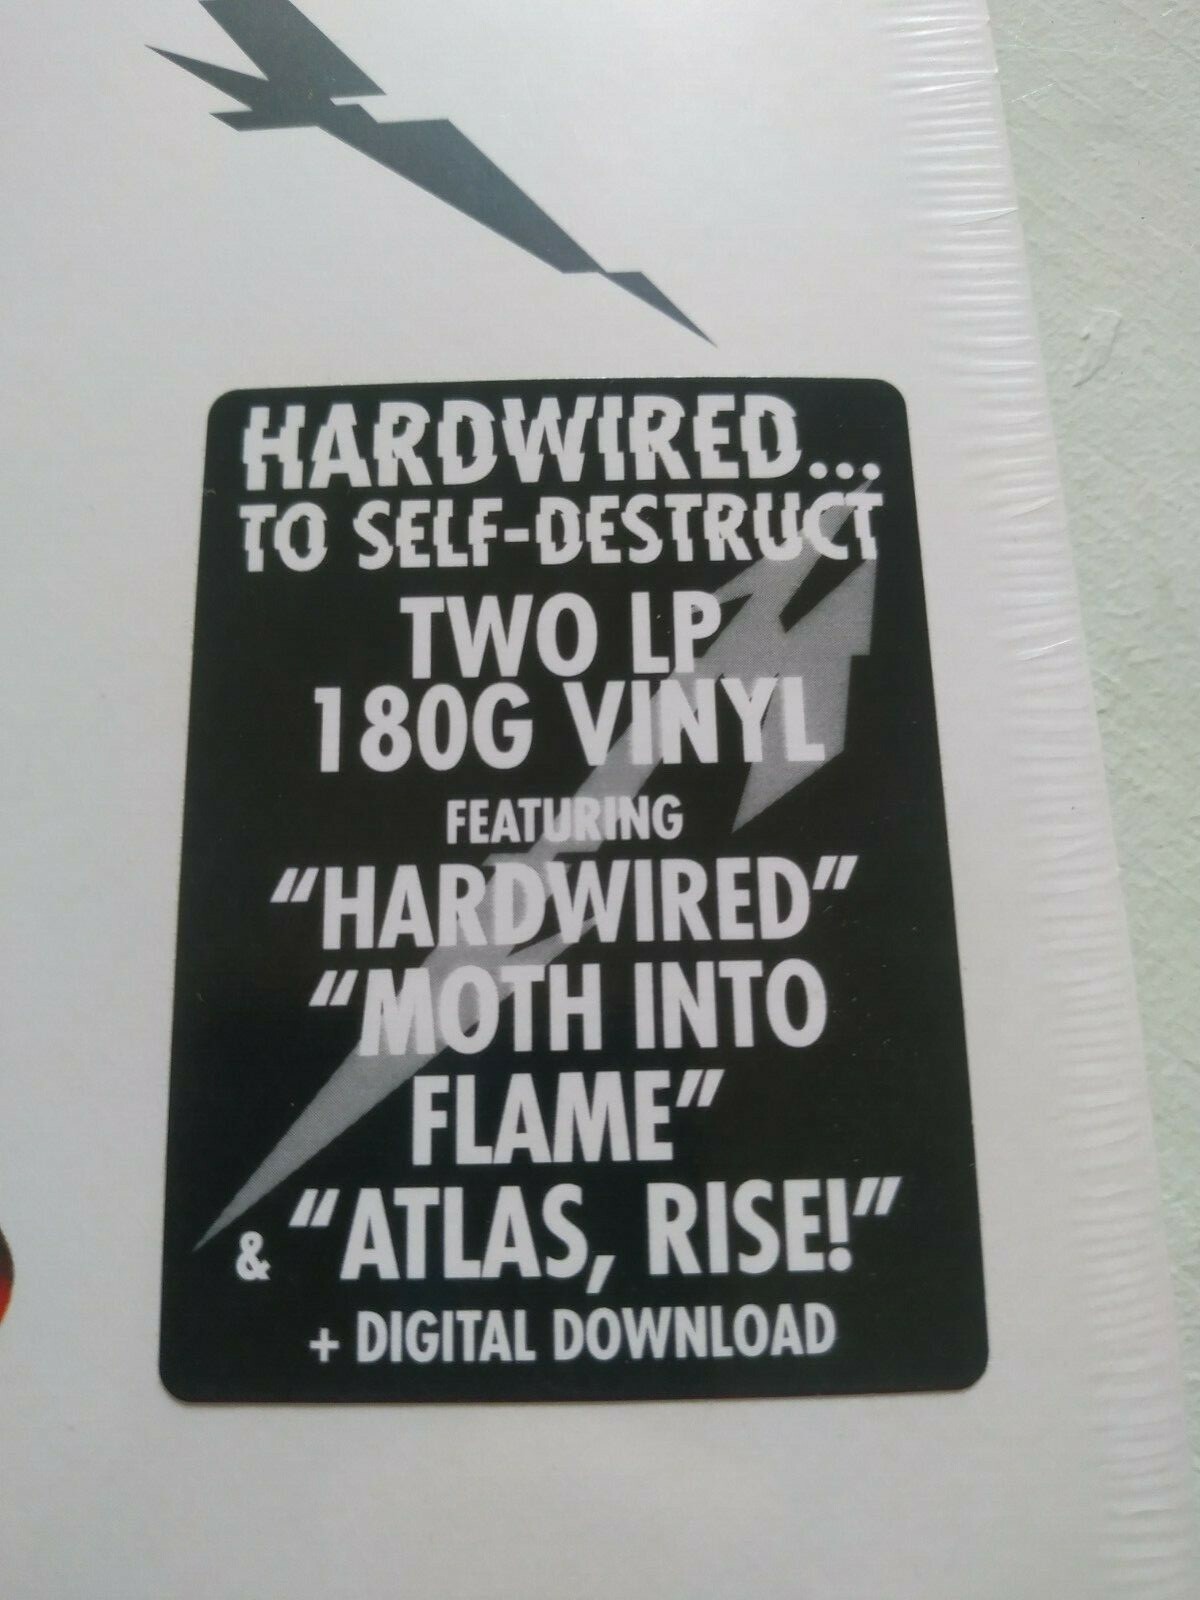 HARDWIRED...
TO SELF-DESTRUCT
TWO LP
180G VINYL
FEATURING
“HARDWIRED”
“MOTH INTO
FLAME”
& “ATLAS, RISE!”
+ DIGITAL DOWNLOAD